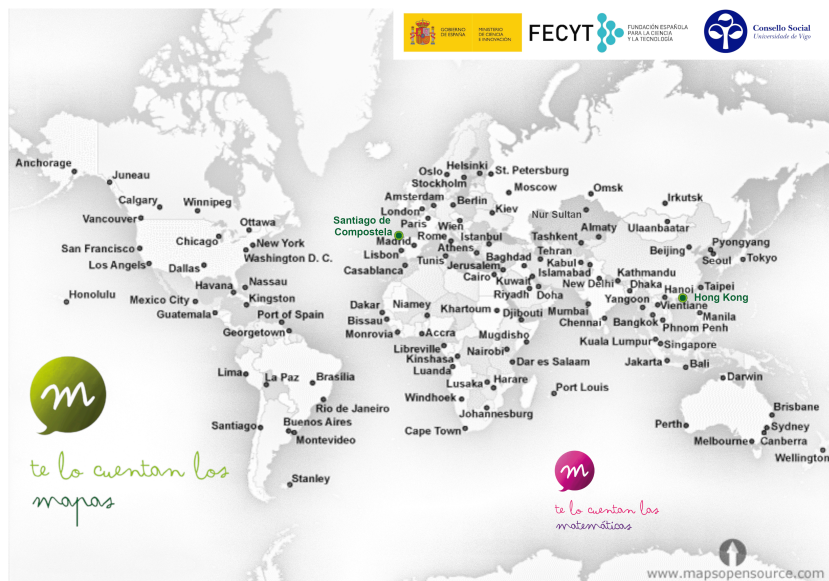 GOBIERNO
DE ESPAÑA
MINISTERIO
DE CIENCIA
E INNOVACIÓN
FECYT
FUNDACIÓN ESPAÑOLA
PARA LA CIENCIA
Y LA TECNOLOGÍA
Consello Social
Universidade de Vigo
Anchorage
Juneau
Calgary
Winnipeg
Vancouver
Ottawa
San Francisco
Chicago
New York
Los Angeles
Dallas
Washington D. C.
Honolulu
Mexico City
Havana
Nassau
Kingston
Guatemala
Port of Spain
Georgetown
Lima
La Paz
Brasilia
Rio de Janeiro
Santiago
Buenos Aires
Montevideo
Stanley
Santiago de
Compostela
Oslo
Helsinki
St. Petersburg
Stockholm
Moscow
Amsterdam
Berlin
London
Kiev
Paris
Wien
Madrid
Rome
Istanbul
Lisbon
Athens
Baghdad
Casablanca
Tunis
Jerusalem
Cairo
Kuwait
Riyadh
Doha
Dakar
Niamey
Khartoum
Djibouti
Bissau
Monrovia
Accra
Mugdisho
Libreville
Nairobi
Kinshasa
Dar es Salaam
Luanda
Lusaka
Harare
Port Louis
Windhoek
Johannesburg
Cape Town
Omsk
Irkutsk
Nur Sultan
Almaty
Ulaanbaatar
Tashkent
Pyongyang
Tehran
Beijing
Seoul
Tokyo
Kabul
Islamabad
Kathmandu
New Delhi
Dhaka
Hanoi
Taipei
Hong Kong
Mumbai
Yangon
Vientiane
Manila
Chennai
Bangkok
Phnom Penh
Kuala Lumpur
Singapore
Jakarta
Bali
Darwin
Brisbane
Perth
Sydney
Melbourne
Canberra
Wellington
m
te lo cuentan los
mapas
m
te lo cuentan las
matemáticas
www.mapsopensource.com